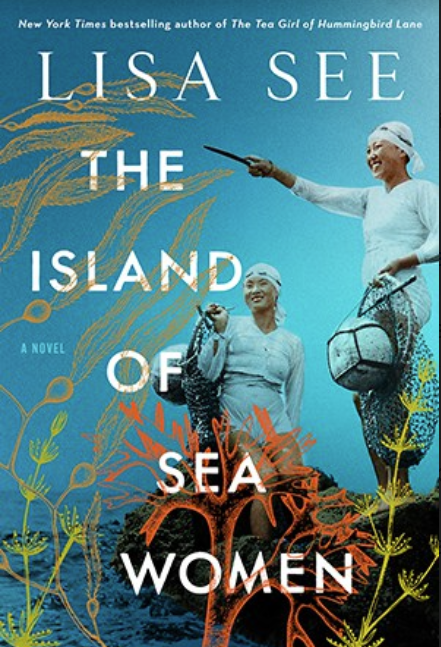 New York Times bestselling author of The Tea Girl of Hummingbird Lane
LISA SEE
THE
ISLAND
A NOVEL
OF
SEA
WOMEN